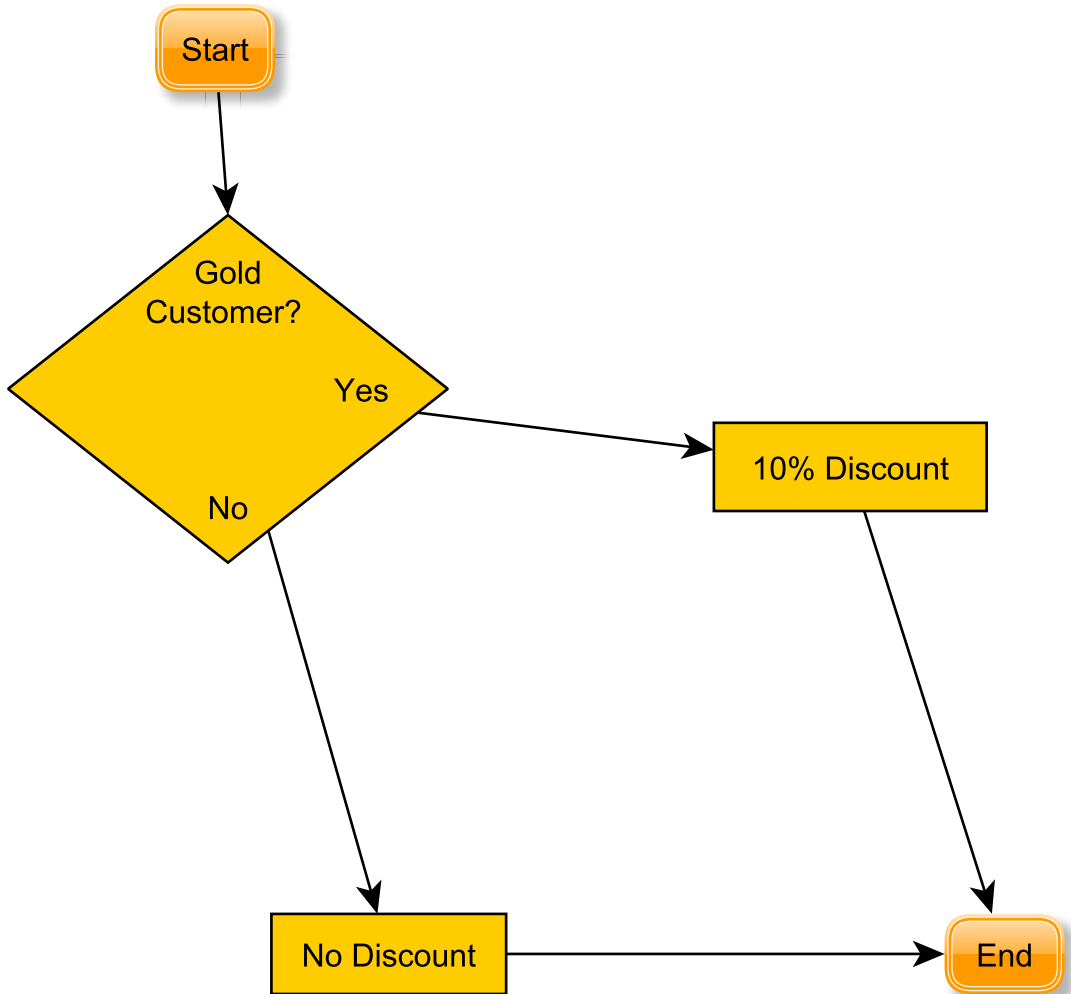 Start
Gold
Customer?
Yes
10% Discount
No
No Discount
End